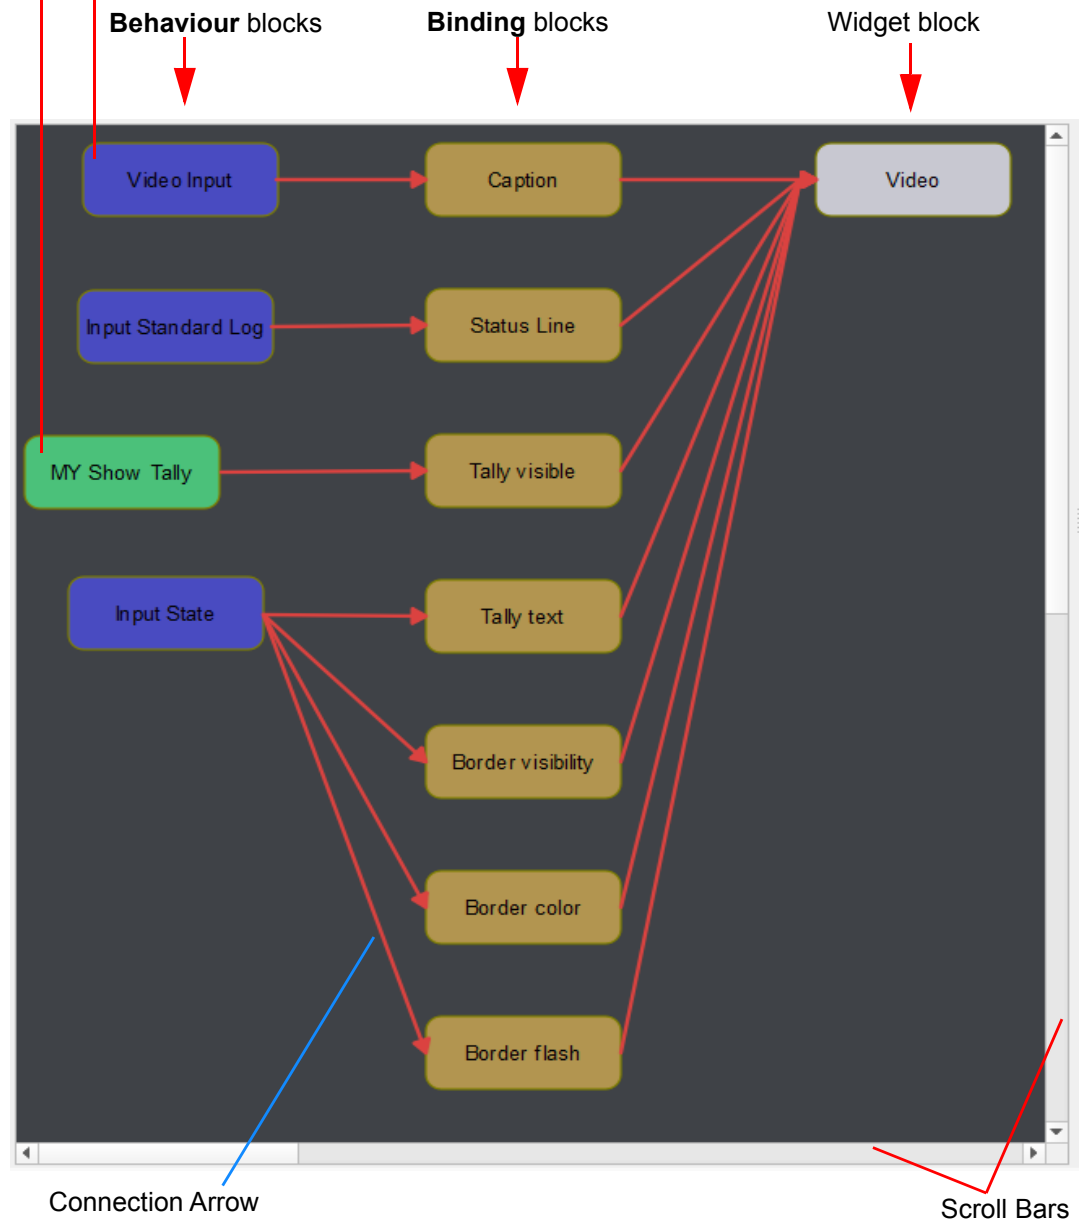 Behaviour blocks
Binding blocks
Widget block
Video Input
Caption
Video
Input Standard Log
Status Line
MY Show Tally
Tally visible
Input State
Tally text
Border visibility
Border color
Border flash
Connection Arrow
Scroll Bars